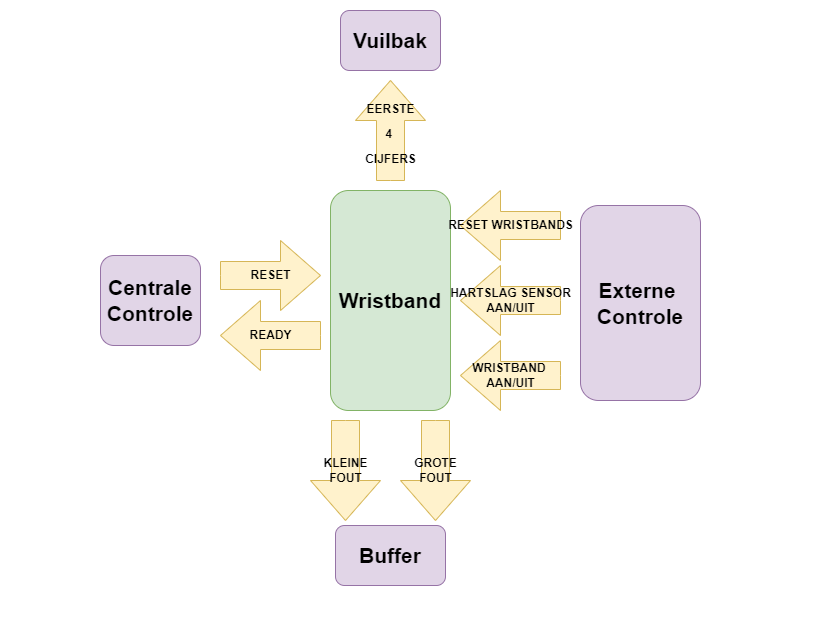 Vuilbak
EERSTE
4
CIJFERS
RESET WRISTBANDS
Centrale
Controle
RESET
READY
Wristband
HARTSLAG SENSOR
AAN/UIT
WRISTBAND
AAN/UIT
Externe
Controle
KLEINE
FOUT
GROTE
FOUT
Buffer